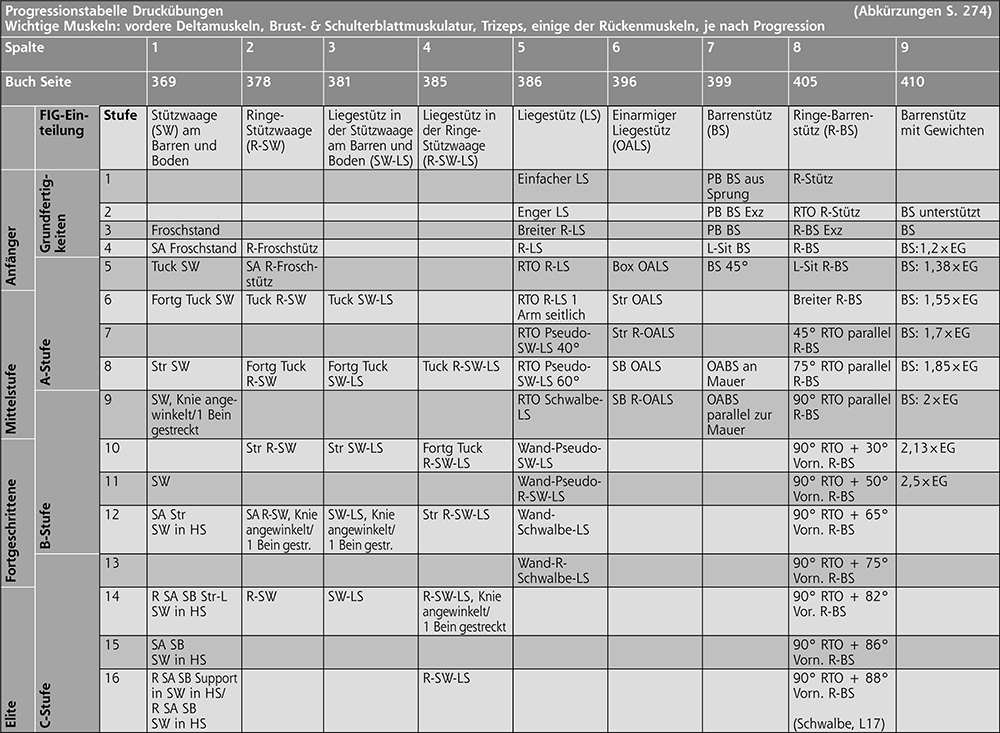 Progressionstabelle Druckübungen (Abkürzungen S. 274)
Wichtige Muskeln: vordere Deltamuskeln, Brust- & Schulterblattmuskulatur, Trizeps, einige der Rückenmuskeln, je nach Progression
Spalte 1 2 3 4 5 6 7 8 9
Buch Seite 369 378 381 385 386 396 399 405 410
FIG-Ein-
teilung
Stufe
Stützwaage
(SW) am
Barren und
Boden
Ringe-
Stützwaage
(R-SW)
Liegestütz in
der Stützwaage
am Barren und
Boden (SW-LS)
Liegestütz in
der Ringe-
Stützwaage
(R-SW-LS)
Liegestütz (LS)
Einarmiger
Liegestütz
(OALS)
Barrenstütz
(BS)
Ringe-Barren-
stütz (R-BS)
Barrenstütz
mit Gewichten
Anfänger
Grundfertig-
keiten
1
Einfacher LS
PB BS aus
Sprung
R-Stütz
2
Enger LS
PB BS Exz
RTO R-Stütz
BS unterstützt
3
Froschstand
Breiter R-LS
PB BS
R-BS Exz
BS
4
SA Froschstand
R-Froschstütz
R-LS
L-Sit BS
R-BS
BS:1,2×EG
A-Stufe
5
Tuck SW
SA R-Frosch-
stütz
RTO R-LS
Box OALS
BS 45°
L-Sit R-BS
BS: 1,38×EG
Mittelstufe
6
Fortg Tuck SW
Tuck R-SW
Tuck SW-LS
RTO R-LS 1
Arm seitlich
Str OALS
Breiter R-BS
BS: 1,55×EG
7
RTO Pseudo-
SW-LS 40°
Str R-OALS
45° RTO parallel
R-BS
BS: 1,7×EG
8
Str SW
Fortg Tuck
R-SW
Fortg Tuck
SW-LS
Tuck R-SW-LS
RTO Pseudo-
SW-LS 60°
SB OALS
OABS an
Mauer
75° RTO parallel
R-BS
BS: 1,85×EG
B-Stufe
9
SW, Knie ange-
winkelt/1 Bein
gestreckt
RTO Schwalbe-
LS
SB R-OALS
OABS
parallel zur
Mauer
90° RTO parallel
R-BS
BS: 2×EG
Fortgeschrittene
10
Str R-SW
Str SW-LS
Fortg Tuck
R-SW-LS
Wand-Pseudo-
SW-LS
90° RTO + 30°
Vorn. R-BS
2,13×EG
11
SW
Wand-Pseudo-
R-SW-LS
90° RTO + 50°
Vorn. R-BS
2,5×EG
12
SA Str
SW in HS
SA R-SW, Knie
angewinkelt/
1 Bein gestr.
SW-LS, Knie
angewinkelt/
1 Bein gestr.
Str R-SW-LS
Wand-
Schwalbe-LS
90° RTO + 65°
Vorn. R-BS
C-Stufe
13
Wand-R-
Schwalbe-LS
90° RTO + 75°
Vorn. R-BS
Elite
14
R SA SB Str-L
SW in HS
R-SW
SW-LS
R-SW-LS, Knie
angewinkelt/
1 Bein gestreckt
90° RTO + 82°
Vor. R-BS
15
SA SB
SW in HS
90° RTO + 86°
Vorn. R-BS
16
R SA SB Support
in SW in HS/
R SA SB
SW in HS
R-SW-LS
90° RTO + 88°
Vorn. R-BS
(Schwalbe, L17)